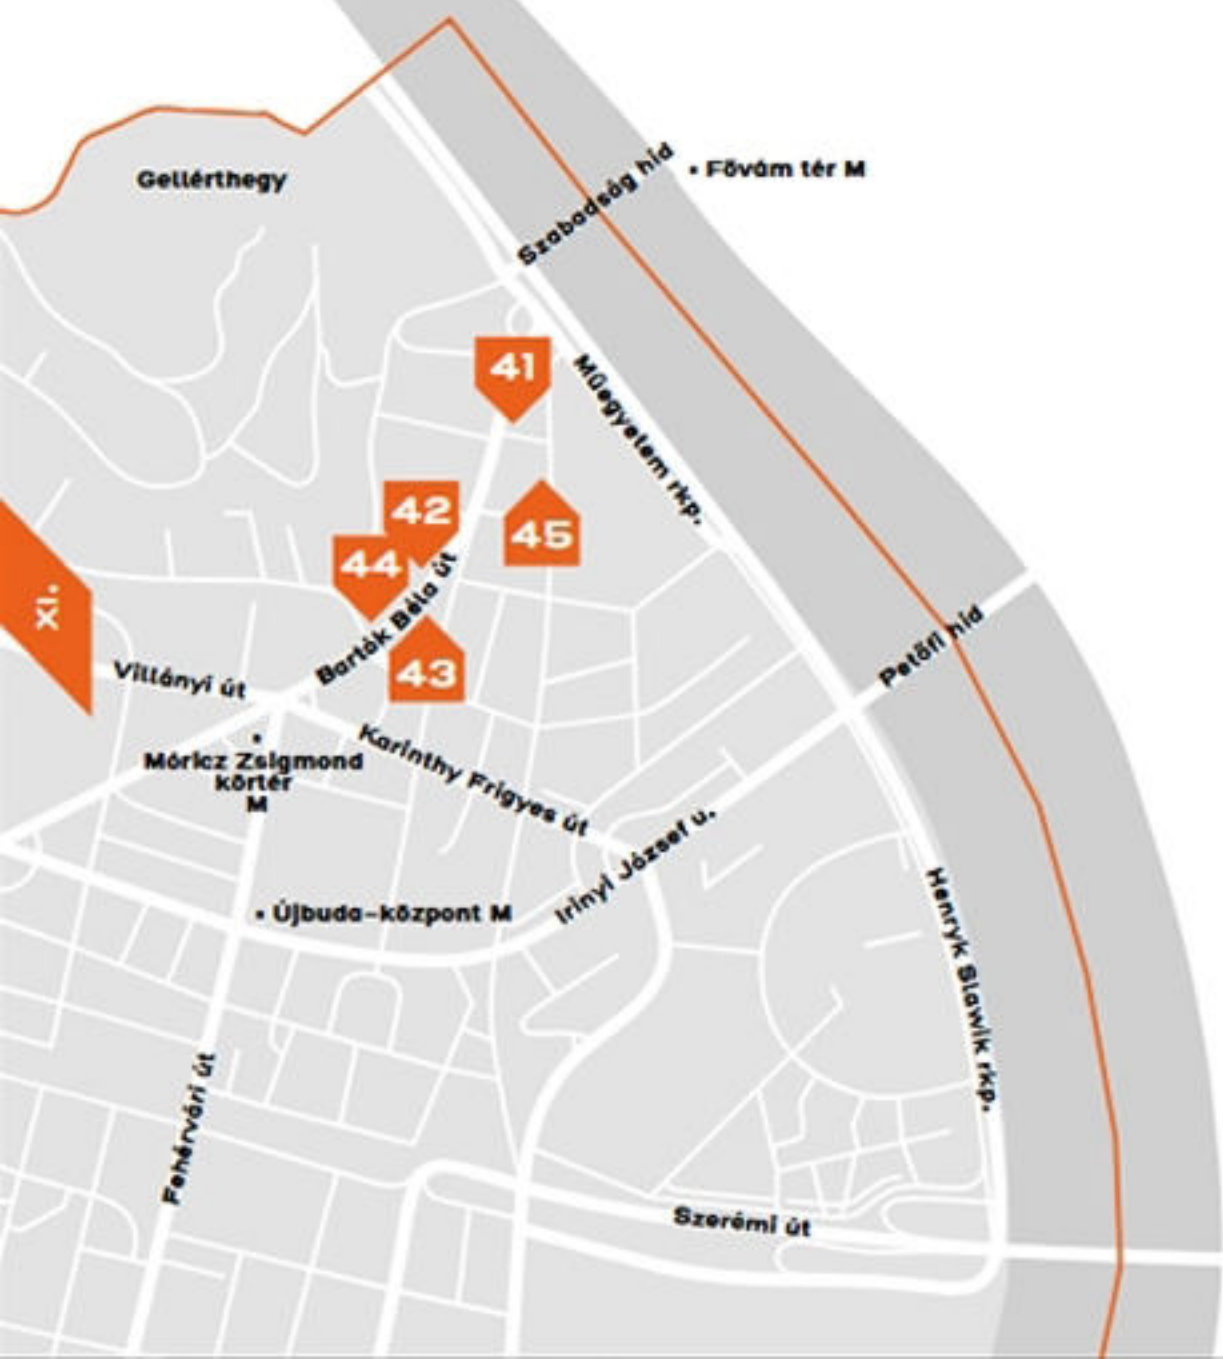 Szabadság híd
• Fővám tér M
Gellérthegy
41
Műegyetem rkp.
42
45
44
Bartók Béla út
XI.
43
Petőfi híd
Villányi út
Móricz Zsigmond
körtér
M
Karinthy Frigyes út
Irinyi József u.
• Újbuda-központ M
Henryk Slawik rkp.
Fehérvári út
Szerémi út